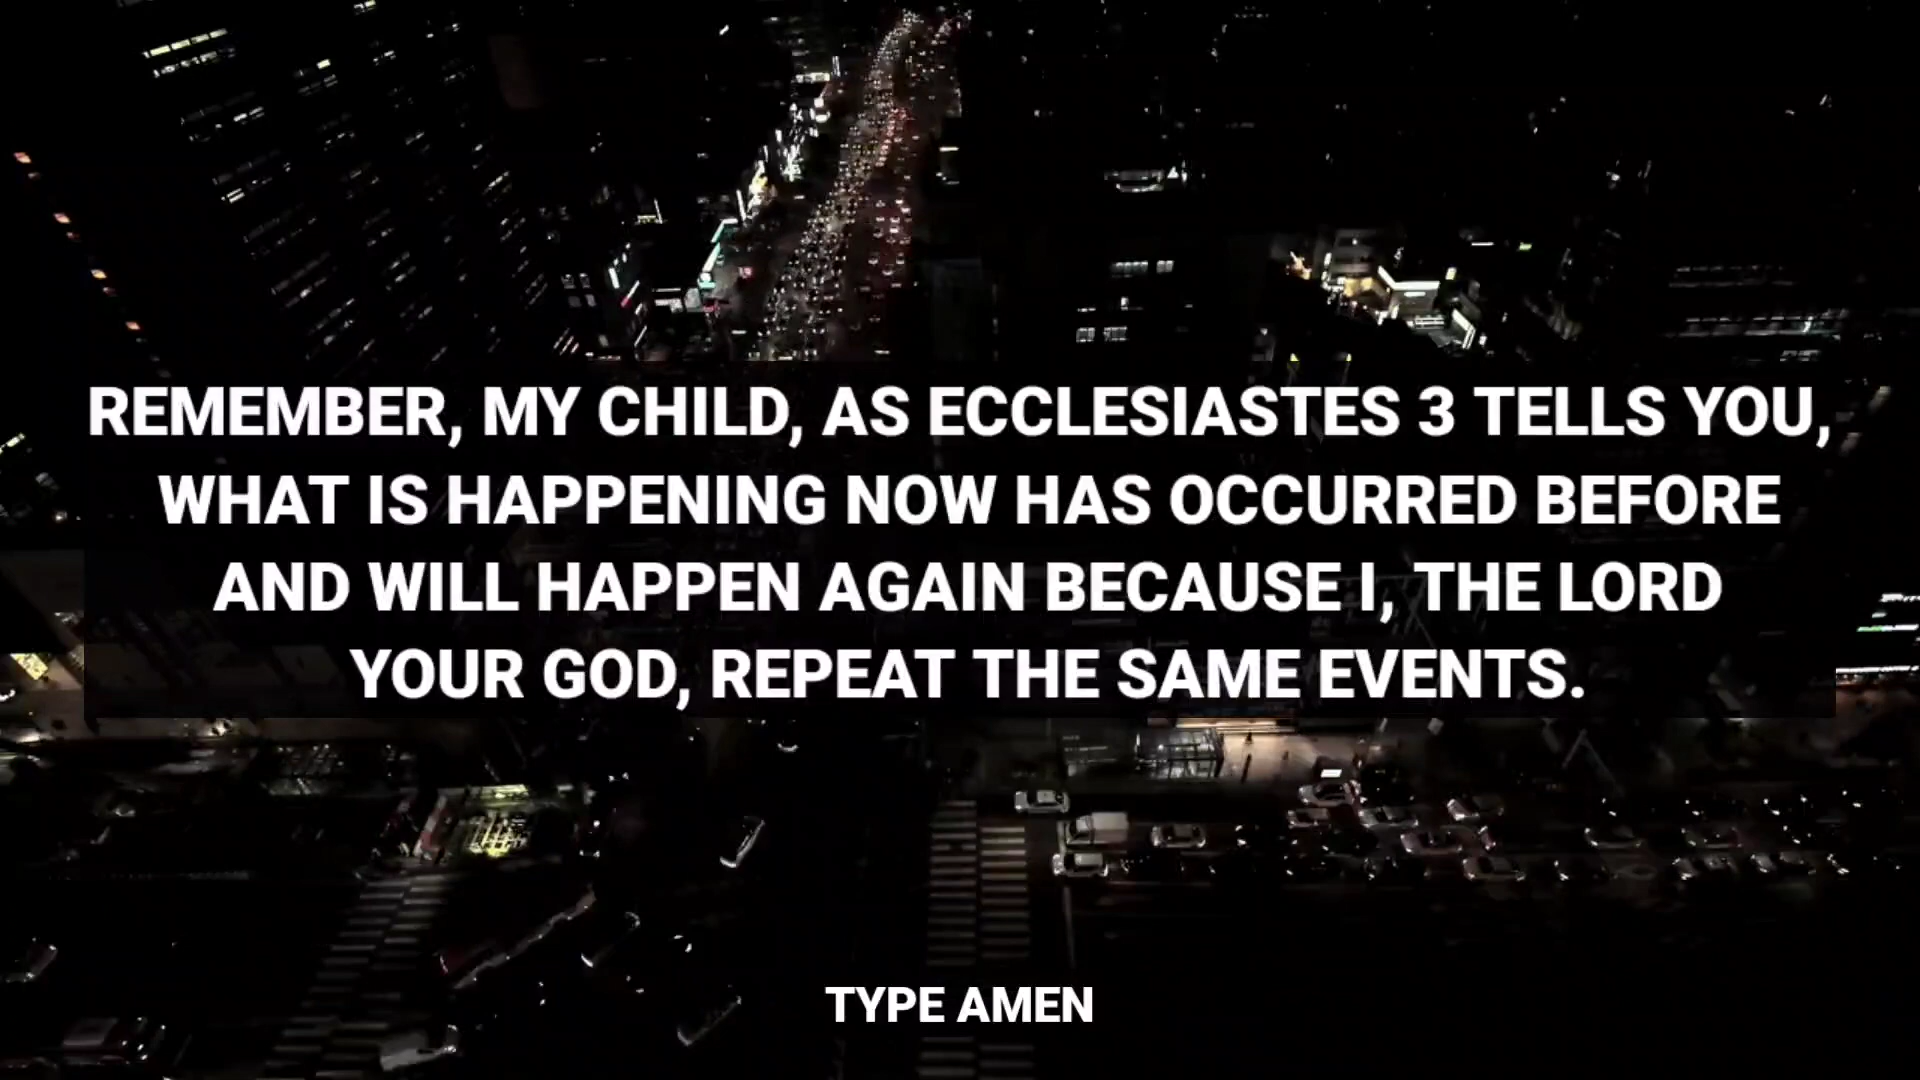 REMEMBER, MY CHILD, AS ECCLESIASTES 3 TELLS YOU,
WHAT IS HAPPENING NOW HAS OCCURRED BEFORE
AND WILL HAPPEN AGAIN BECAUSE I, THE LORD
YOUR GOD, REPEAT THE SAME EVENTS.
TYPE AMEN